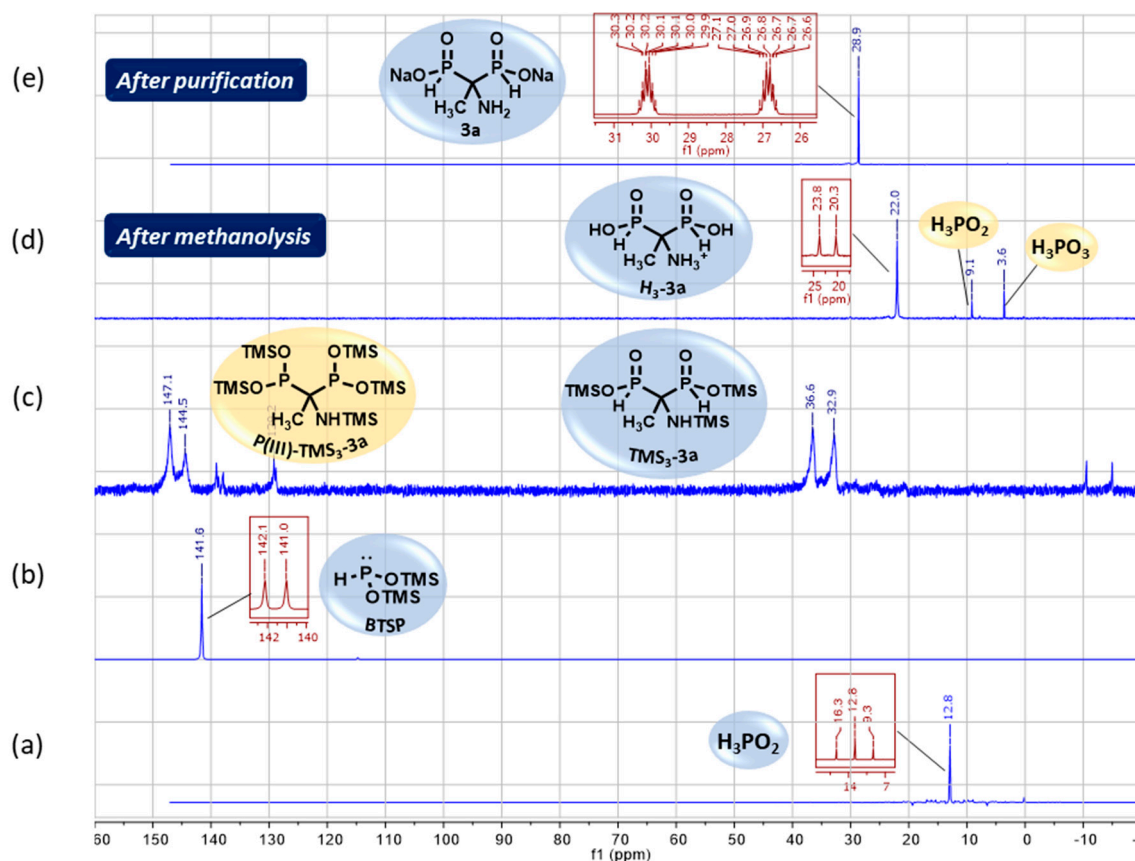 (e)
After purification
O O
NaO P P ONa
H H
H₃C NH₂
3a
30.3
30.2
30.2
30.1
30.1
30.0
29.9
27.1
27.0
26.9
26.8
26.7
26.7
26.6
31 30 29 28 27 26
f1 (ppm)
28.9
(d)
After methanolysis
O O
HO P P OH
H H
H₃C NH₃⁺
H₃-3a
23.8
20.3
25 20
f1 (ppm)
22.0
H₃PO₂
9.1
H₃PO₃
3.6
(c)
147.1
144.5
TMSO OTMS
TMSO P P OTMS
H₃C NHTMS
P(III)-TMS₃-3a
O O
TMSO P P OTMS
H H
H₃C NHTMS
TMS₃-3a
36.6
32.9
(b)
141.6
142.1
141.0
142 140
H P OTMS
OTMS
BTSP
(a)
H₃PO₂
16.3
12.8
9.3
14 7
12.8
60 150 140 130 120 110 100 90 80 70 60 50 40 30 20 10 0 -10
f1 (ppm)